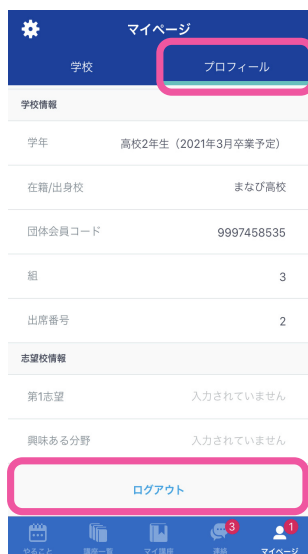 マイページ
学校 プロフィール
学校情報
学年 高校2年生（2021年3月卒業予定）
在籍/出身校 まなび高校
団体会員コード 9997458535
組 3
出席番号 2
志望校情報
第1志望 入力されていません
興味ある分野 入力されていません
ログアウト
3 1
やること 講座一覧 マイ講座 連絡 マイページ